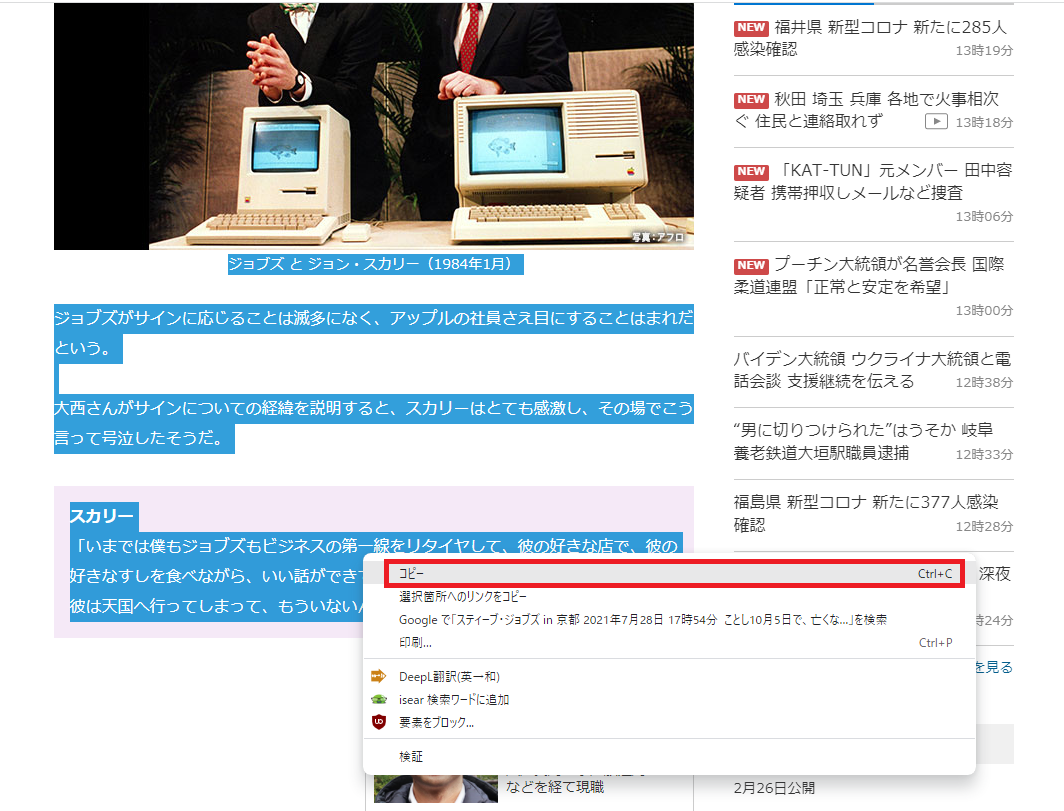 写真：アフロ
ジョブズ と ジョン・スカリー（1984年1月）
ジョブズがサインに応じることは滅多になく、アップルの社員さえ目にすることはまれだ
という。
大西さんがサインについての経緯を説明すると、スカリーはとても感激し、その場でこう
言って号泣したそうだ。
スカリー
「いまでは僕もジョブズもビジネスの第一線をリタイヤして、彼の好きな店で、彼の
好きなすしを食べながら、いい話ができ
彼は天国へ行ってしまって、もういない
コピー Ctrl+C
選択箇所へのリンクをコピー
Google で「スティーブ・ジョブズ in 京都 2021年7月28日 17時54分 ことし10月5日で、亡くな...」を検索
印刷... Ctrl+P
DeepL翻訳(英ー和)
isear 検索ワードに追加
要素をブロック...
検証
などを経て現職
NEW 福井県 新型コロナ 新たに285人
感染確認 13時19分
NEW 秋田 埼玉 兵庫 各地で火事相次
ぐ 住民と連絡取れず 13時18分
NEW 「KAT-TUN」元メンバー 田中容
疑者 携帯押収しメールなど捜査
13時06分
NEW プーチン大統領が名誉会長 国際
柔道連盟「正常と安定を希望」
13時00分
バイデン大統領 ウクライナ大統領と電
話会談 支援継続を伝える 12時38分
“男に切りつけられた”はうそか 岐阜
養老鉄道大垣駅職員逮捕 12時33分
福島県 新型コロナ 新たに377人感染
確認 12時28分
深夜
時24分
を見る
2月26日公開